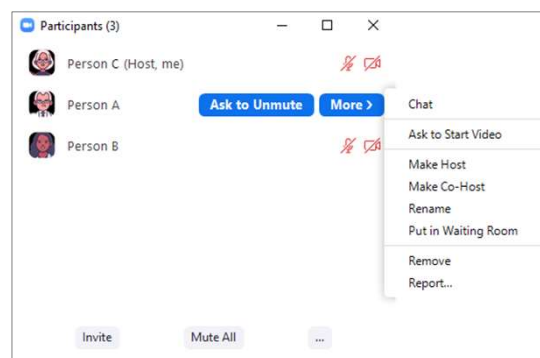 Participants (3)
Person C (Host, me)
Person A
Ask to Unmute
More >
Person B
Chat
Ask to Start Video
Make Host
Make Co-Host
Rename
Put in Waiting Room
Remove
Report...
Invite
Mute All
...